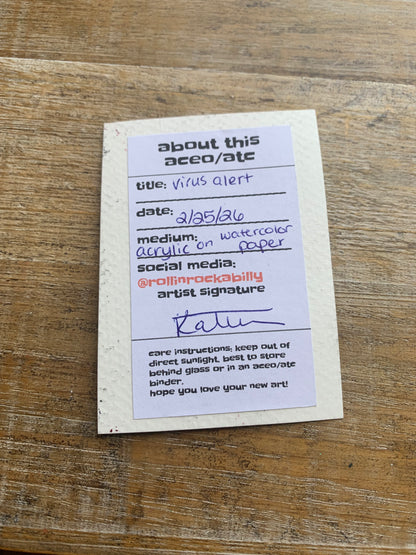 about this
aceo/atc
title: virus alert
date: 2/25/26
medium:
acrylic on watercolor
paper
social media:
@rollinrockabilly
artist signature
care instructions: keep out of
direct sunlight. best to store
behind glass or in an aceo/atc
binder.
hope you love your new art!